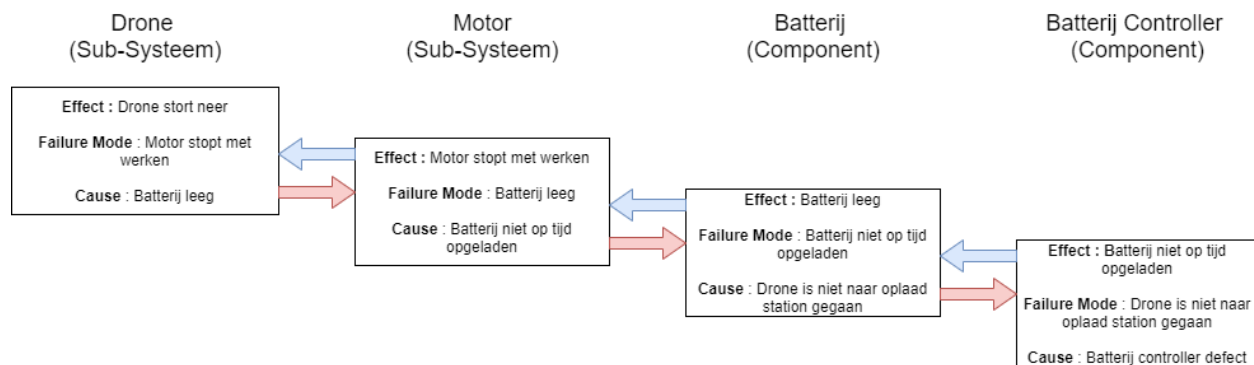 Drone
(Sub-Systeem)
Motor
(Sub-Systeem)
Batterij
(Component)
Batterij Controller
(Component)
Effect : Drone stort neer
Failure Mode : Motor stopt met
werken
Cause : Batterij leeg
Effect : Motor stopt met werken
Failure Mode : Batterij leeg
Cause : Batterij niet op tijd
opgeladen
Effect : Batterij leeg
Failure Mode : Batterij niet op tijd
opgeladen
Cause : Drone is niet naar oplaad
station gegaan
Effect : Batterij niet op tijd
opgeladen
Failure Mode : Drone is niet naar
oplaad station gegaan
Cause : Batterij controller defect